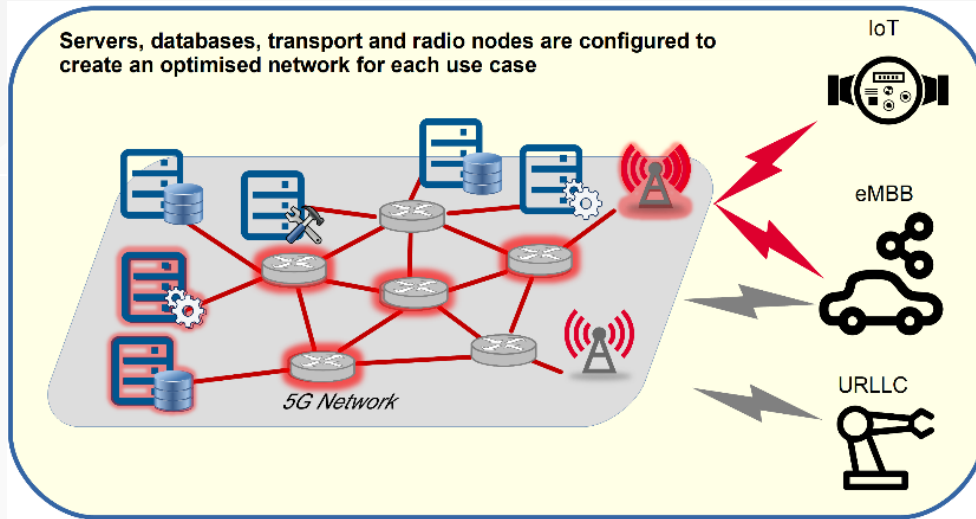 Servers, databases, transport and radio nodes are configured to
create an optimised network for each use case
IoT
eMBB
URLLC
5G Network